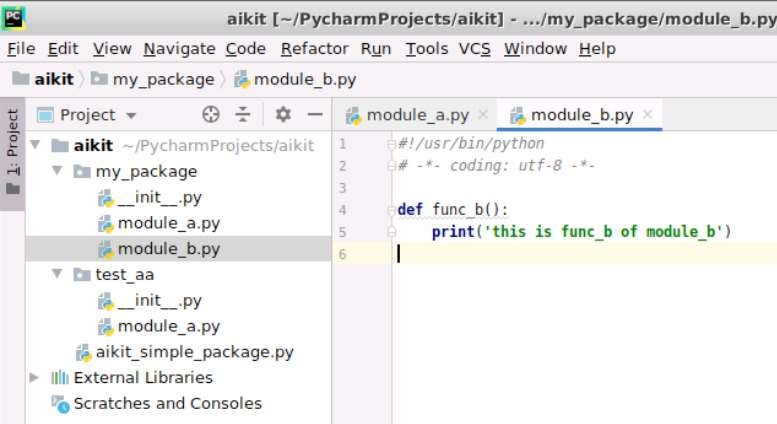 PC
aikit [~/PycharmProjects/aikit] - .../my_package/module_b.py
File Edit View Navigate Code Refactor Run Tools VCS Window Help
aikit my_package module_b.py
1: Project
Project
module_a.py module_b.py
aikit ~/PycharmProjects/aikit
my_package
__init__.py
module_a.py
module_b.py
test_aa
__init__.py
module_a.py
aikit_simple_package.py
External Libraries
Scratches and Consoles
1 #!/usr/bin/python
2 # -*- coding: utf-8 -*-
3
4 def func_b():
5     print('this is func_b of module_b')
6